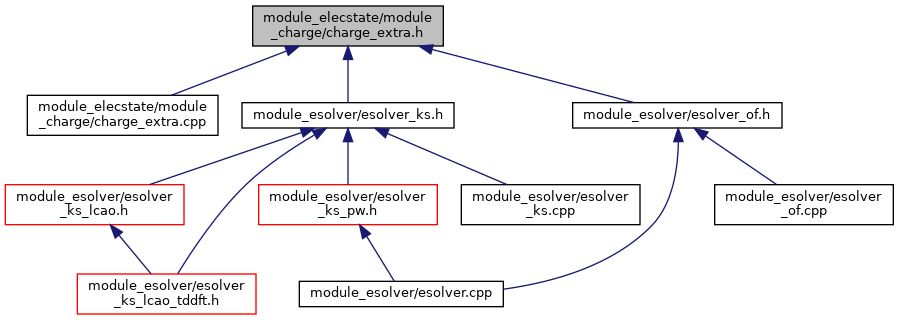 module_elecstate/module
_charge/charge_extra.h
module_elecstate/module
_charge/charge_extra.cpp
module_esolver/esolver_ks.h
module_esolver/esolver_of.h
module_esolver/esolver
_ks_lcao.h
module_esolver/esolver
_ks_pw.h
module_esolver/esolver
_ks.cpp
module_esolver/esolver
_of.cpp
module_esolver/esolver
_ks_lcao_tddft.h
module_esolver/esolver.cpp